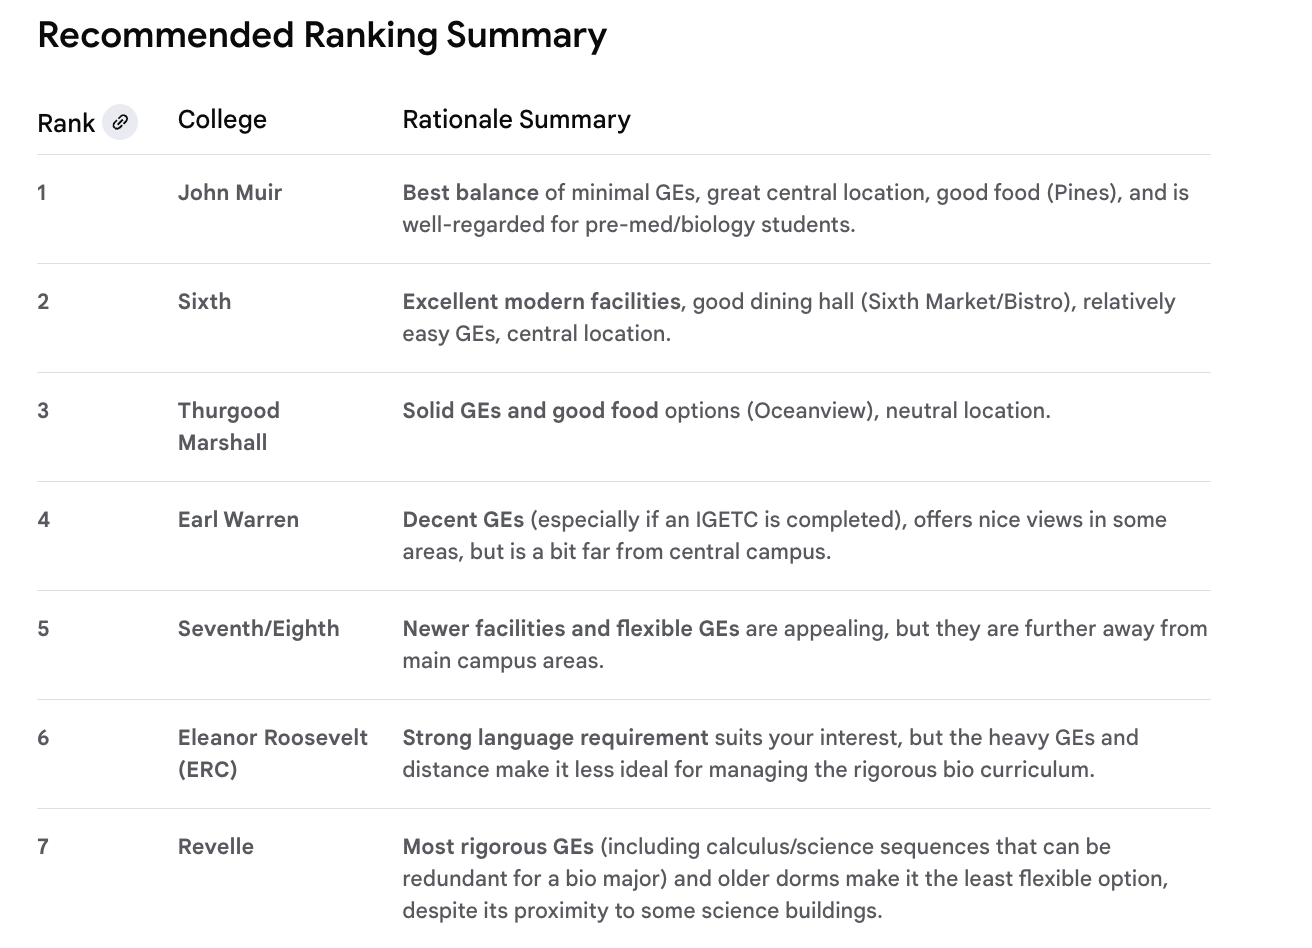 Recommended Ranking Summary
Rank College Rationale Summary
1 John Muir Best balance of minimal GEs, great central location, good food (Pines), and is
well-regarded for pre-med/biology students.
2 Sixth Excellent modern facilities, good dining hall (Sixth Market/Bistro), relatively
easy GEs, central location.
3 Thurgood Solid GEs and good food options (Oceanview), neutral location.
Marshall
4 Earl Warren Decent GEs (especially if an IGETC is completed), offers nice views in some
areas, but is a bit far from central campus.
5 Seventh/Eighth Newer facilities and flexible GEs are appealing, but they are further away from
main campus areas.
6 Eleanor Roosevelt Strong language requirement suits your interest, but the heavy GEs and
(ERC) distance make it less ideal for managing the rigorous bio curriculum.
7 Revelle Most rigorous GEs (including calculus/science sequences that can be
redundant for a bio major) and older dorms make it the least flexible option,
despite its proximity to some science buildings.